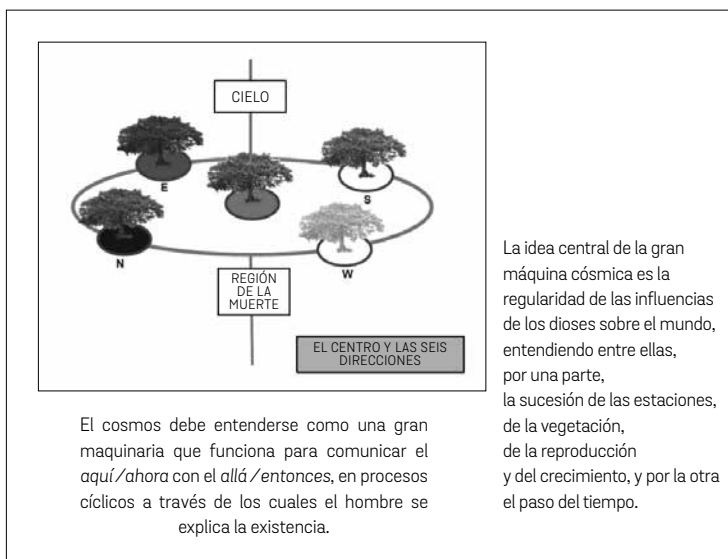 CIELO
E
S
N
W
REGIÓN
DE LA
MUERTE
EL CENTRO Y LAS SEIS
DIRECCIONES
El cosmos debe entenderse como una gran
maquinaria que funciona para comunicar el
aquí/ahora con el allá/entonces, en procesos
cíclicos a través de los cuales el hombre se
explica la existencia.
La idea central de la gran
máquina cósmica es la
regularidad de las influencias
de los dioses sobre el mundo,
entendiendo entre ellas,
por una parte,
la sucesión de las estaciones,
de la vegetación,
de la reproducción
y del crecimiento, y por la otra
el paso del tiempo.